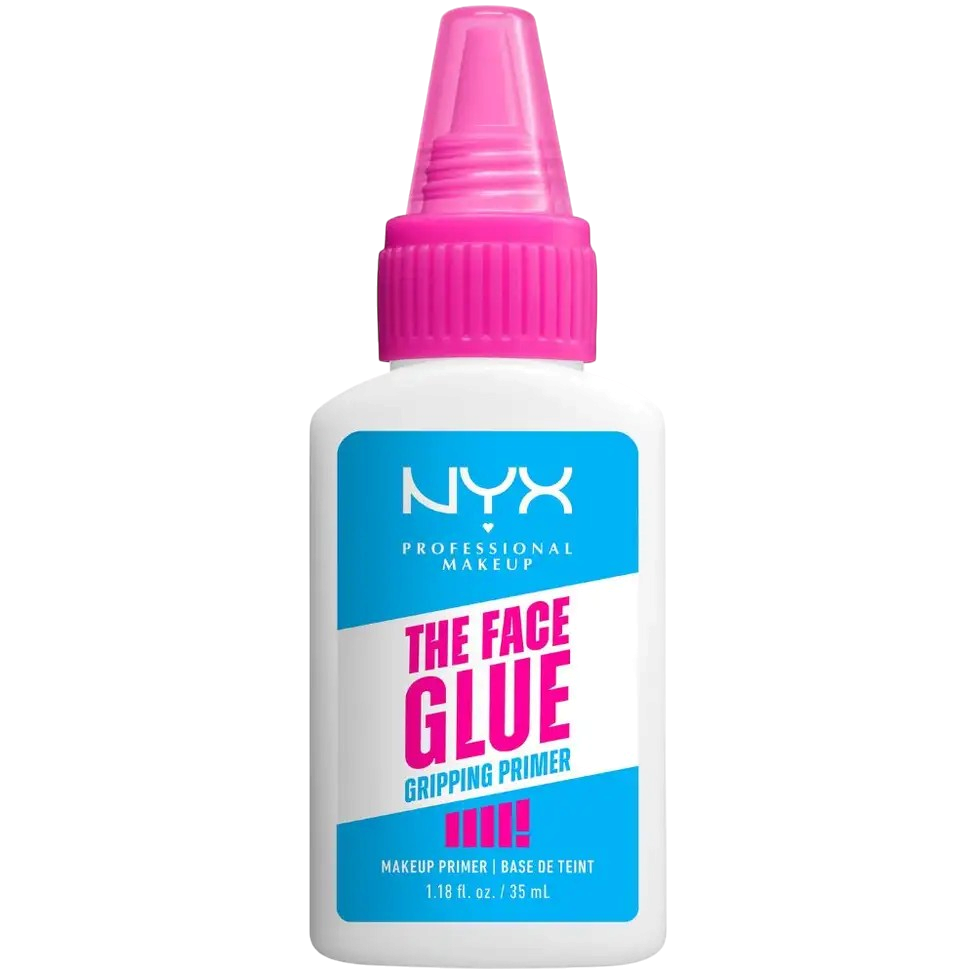 NYX
PROFESSIONAL
MAKEUP
THE FACE
GLUE
GRIPPING PRIMER
MAKEUP PRIMER | BASE DE TEINT
1.18 fl. oz. / 35 mL